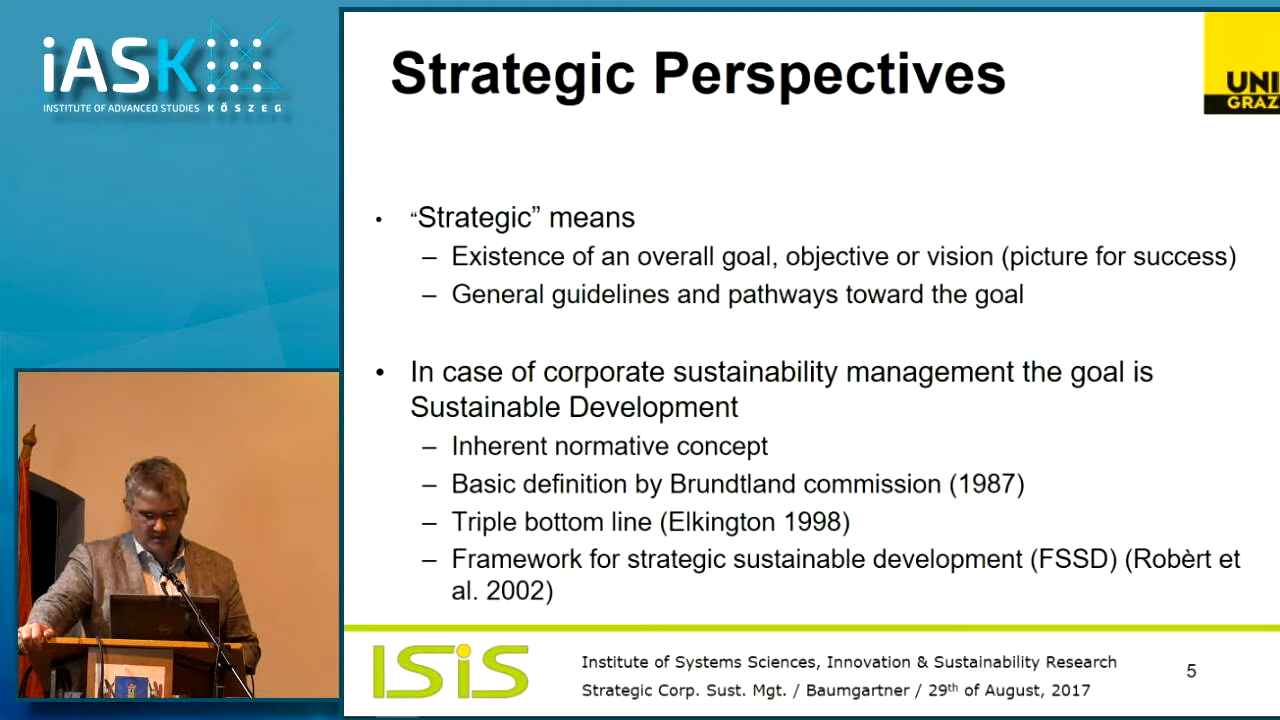 iASK
INSTITUTE OF ADVANCED STUDIES KŐSZEG
Strategic Perspectives
UNI
GRAZ
• “Strategic” means
– Existence of an overall goal, objective or vision (picture for success)
– General guidelines and pathways toward the goal
• In case of corporate sustainability management the goal is
Sustainable Development
– Inherent normative concept
– Basic definition by Brundtland commission (1987)
– Triple bottom line (Elkington 1998)
– Framework for strategic sustainable development (FSSD) (Robèrt et
al. 2002)
ISiS
Institute of Systems Sciences, Innovation & Sustainability Research
Strategic Corp. Sust. Mgt. / Baumgartner / 29th of August, 2017
5